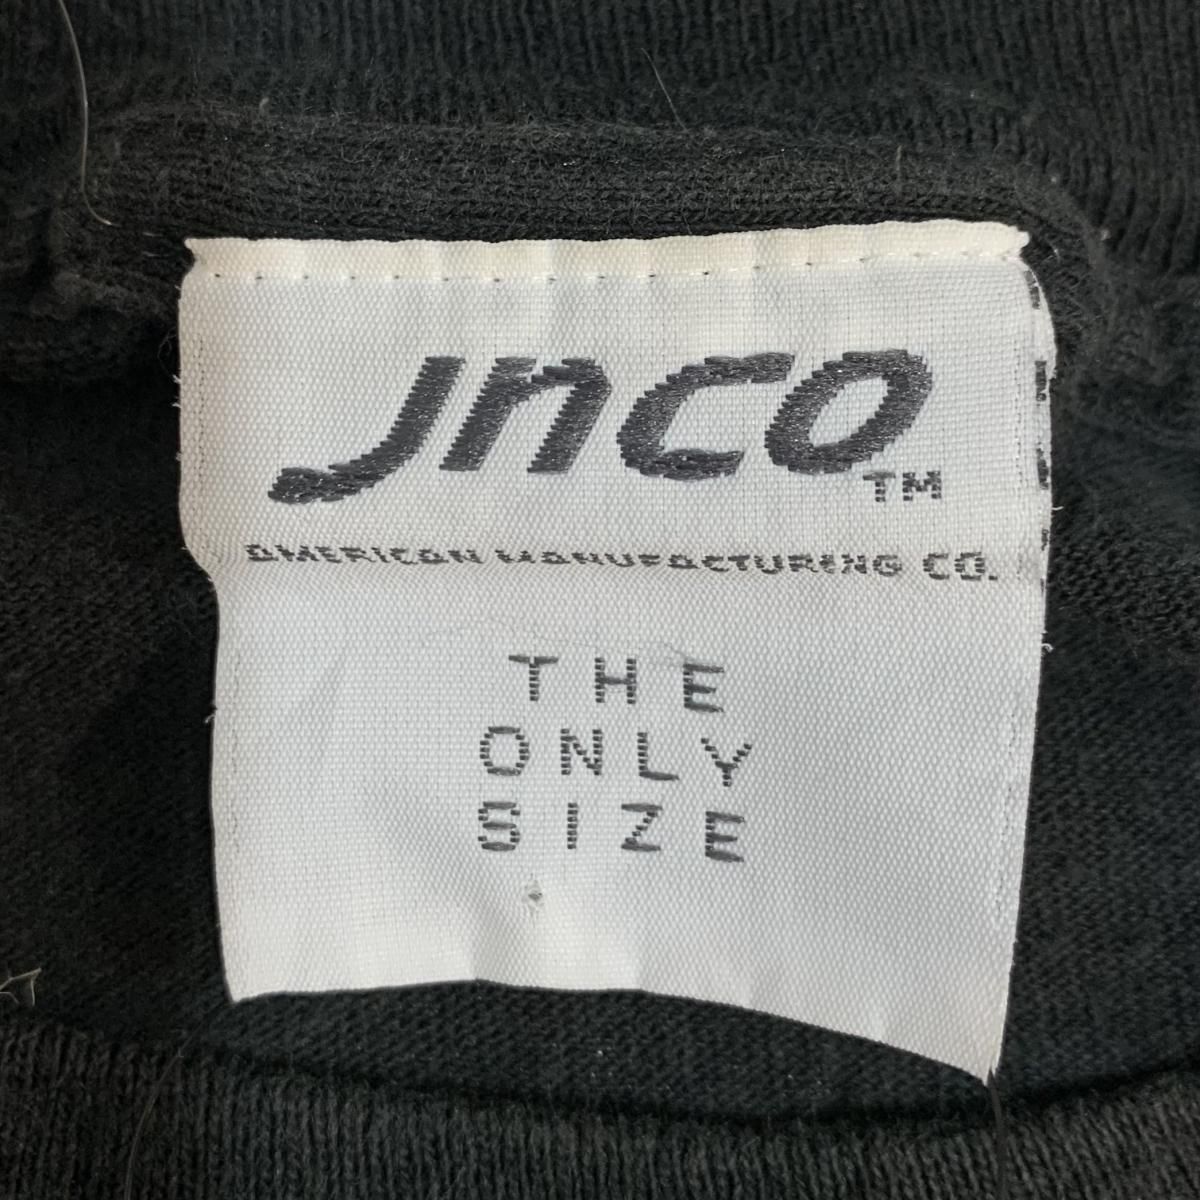 JNCO
TM
AMERICAN MANUFACTURING CO.
THE
ONLY
SIZE